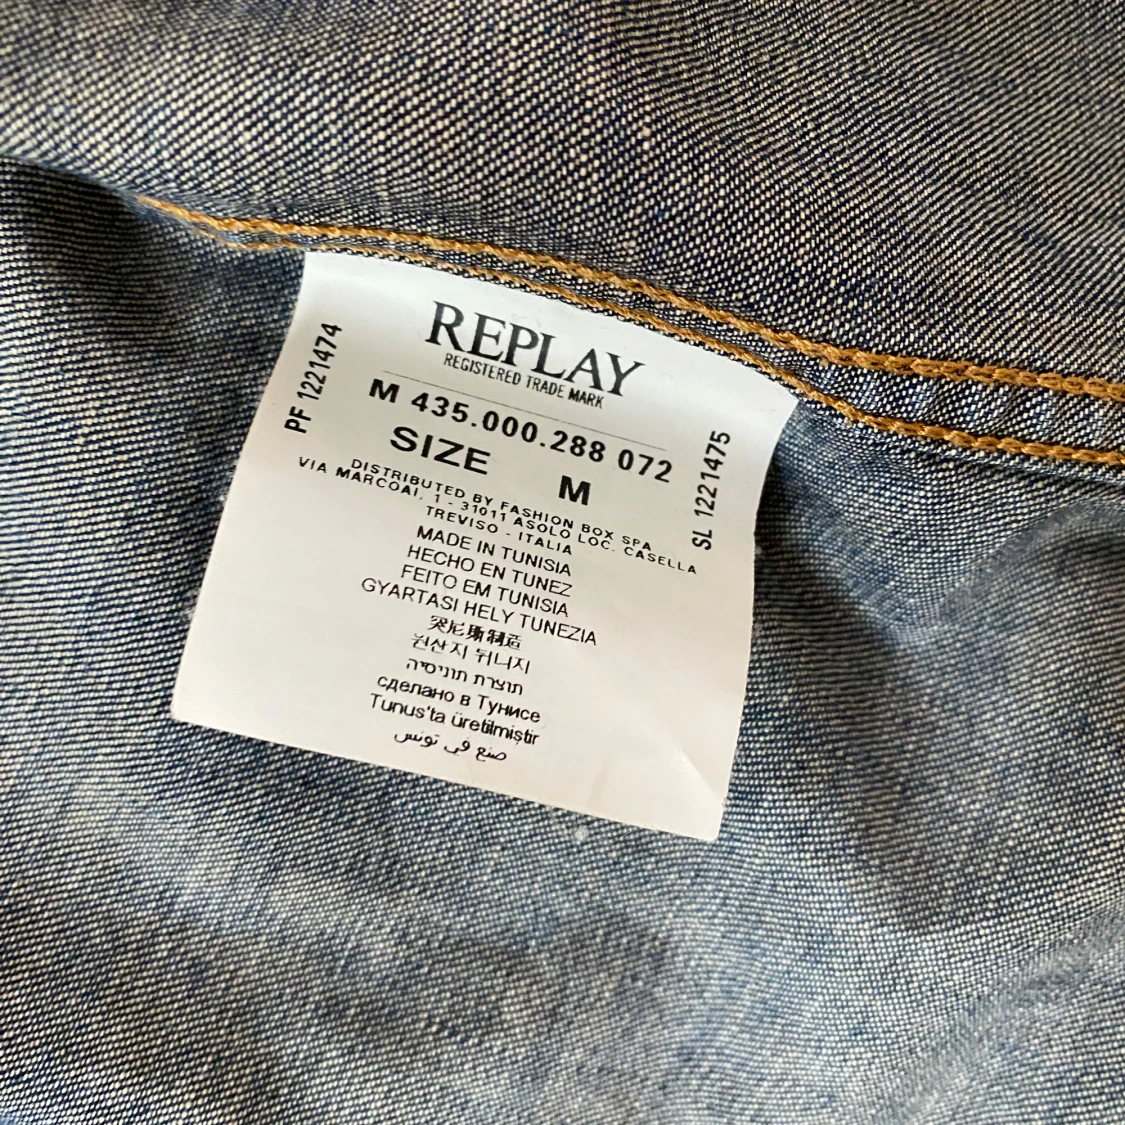 REPLAY
REGISTERED TRADE MARK
M 435.000.288 072
SIZE M
DISTRIBUTED BY FASHION BOX SPA
VIA MARCOAI, 1 - 31011 ASOLO LOC. CASELLA
TREVISO - ITALIA
MADE IN TUNISIA
HECHO EN TUNEZ
FEITO EM TUNISIA
GYARTASI HELY TUNEZIA
突尼斯制造
원산지 튀니지
תוצרת תוניסיה
сделано в Тунисе
Tunus'ta üretilmiştir
صنع في تونس
PF 1221474
SL 1221475